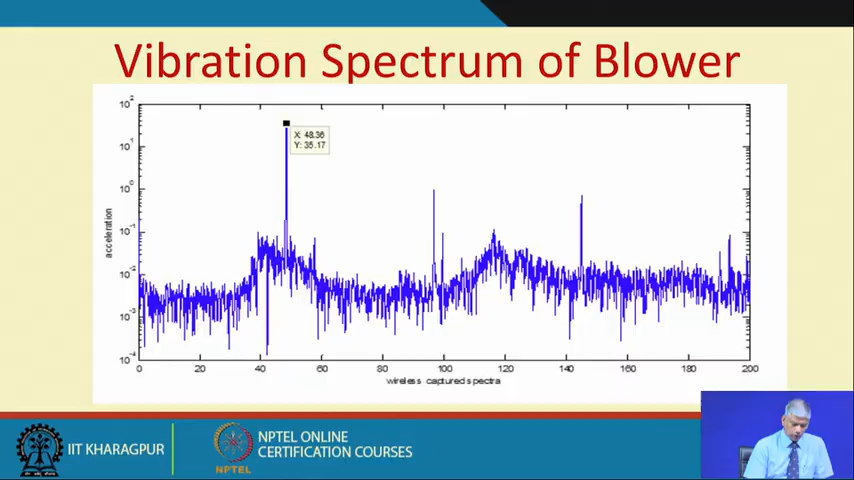 Vibration Spectrum of Blower
10^2
10^1
10^0
10^-1
10^-2
10^-3
10^-4
acceleration
X: 48.36
Y: 35.17
0 20 40 60 80 100 120 140 160 180 200
wireless captured spectra
IIT KHARAGPUR
NPTEL
NPTEL ONLINE
CERTIFICATION COURSES